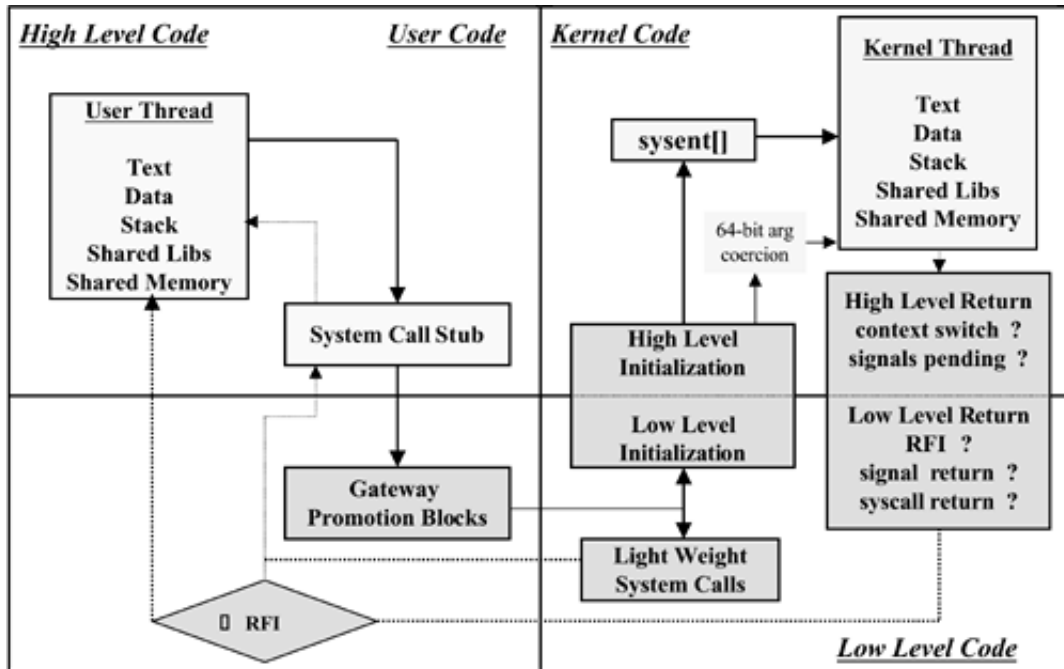 High Level Code
User Code
Kernel Code
User Thread
Text
Data
Stack
Shared Libs
Shared Memory
sysent[]
Kernel Thread
Text
Data
Stack
Shared Libs
Shared Memory
64-bit arg
coercion
System Call Stub
High Level
Initialization
High Level Return
context switch ?
signals pending ?
Low Level
Initialization
Low Level Return
RFI ?
signal return ?
syscall return ?
Gateway
Promotion Blocks
Light Weight
System Calls
▯ RFI
Low Level Code